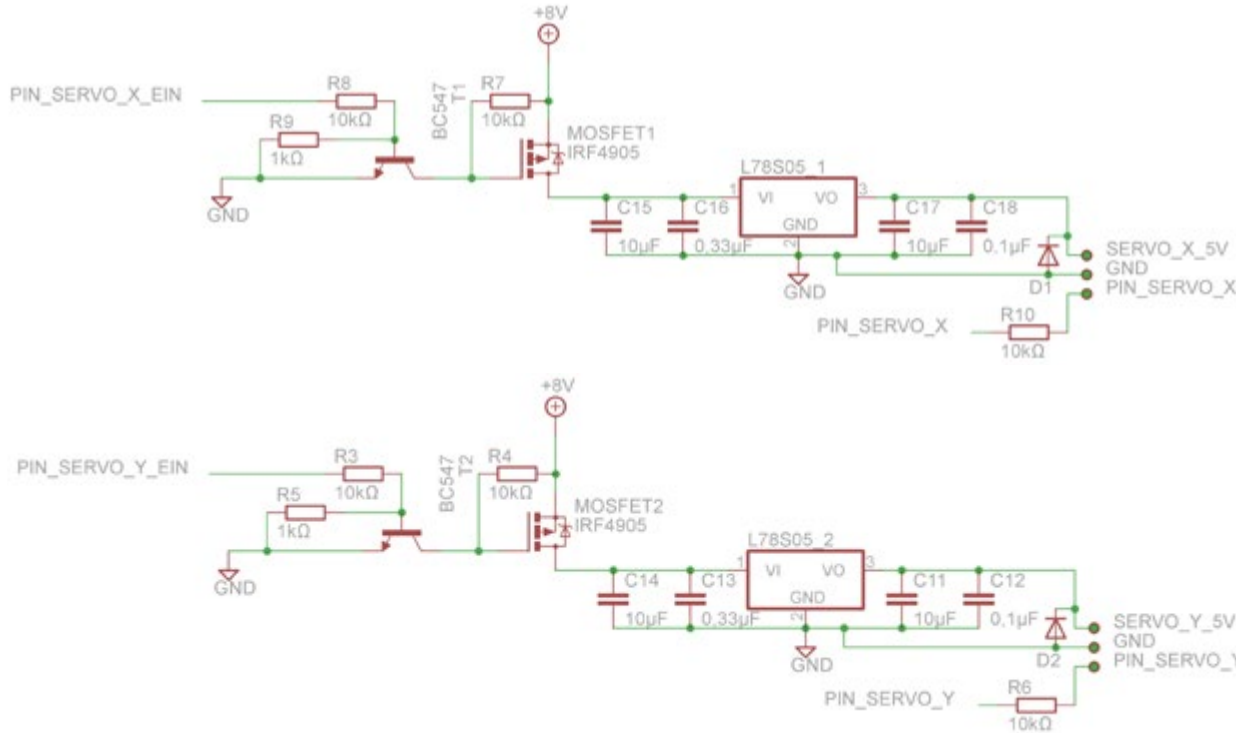 +8V
PIN_SERVO_X_EIN
R8
10kΩ
R9
1kΩ
GND
BC547
T1
R7
10kΩ
MOSFET1
IRF4905
L78S05_1
1
VI
VO
3
GND
2
GND
C15
10µF
C16
0,33µF
C17
10µF
C18
0,1µF
D1
SERVO_X_5V
GND
PIN_SERVO_X
PIN_SERVO_X
R10
10kΩ
+8V
PIN_SERVO_Y_EIN
R3
10kΩ
R5
1kΩ
GND
BC547
T2
R4
10kΩ
MOSFET2
IRF4905
L78S05_2
1
VI
VO
3
GND
2
GND
C14
10µF
C13
0,33µF
C11
10µF
C12
0,1µF
D2
SERVO_Y_5V
GND
PIN_SERVO_Y
PIN_SERVO_Y
R6
10kΩ